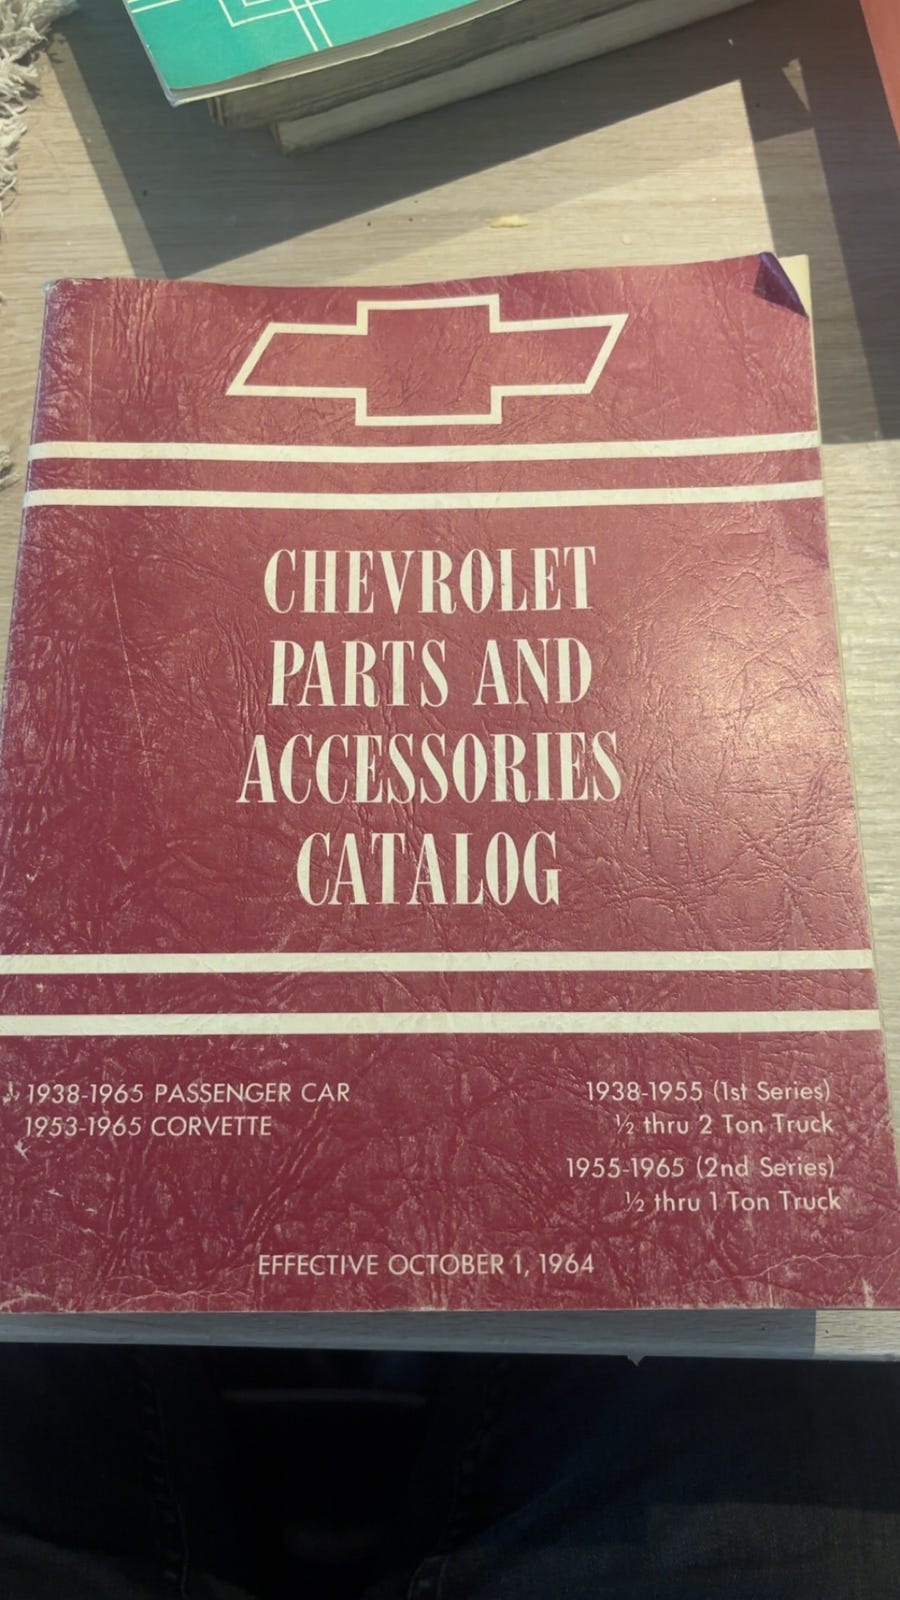 CHEVROLET
PARTS AND
ACCESSORIES
CATALOG
1938-1965 PASSENGER CAR
1953-1965 CORVETTE
1938-1955 (1st Series)
½ thru 2 Ton Truck
1955-1965 (2nd Series)
½ thru 1 Ton Truck
EFFECTIVE OCTOBER 1, 1964